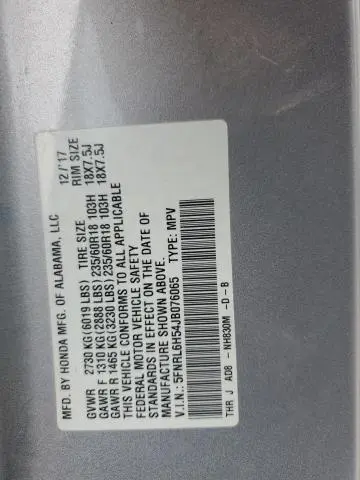 MFD. BY HONDA MFG. OF ALABAMA, LLC 12/'17
TIRE SIZE RIM SIZE
GVWR 2730 KG(6019 LBS)
GAWR F 1310 KG(2888 LBS) 235/60R18 103H 18X7.5J
GAWR R 1465 KG(3230 LBS) 235/60R18 103H 18X7.5J
THIS VEHICLE CONFORMS TO ALL APPLICABLE
FEDERAL MOTOR VEHICLE SAFETY
STANDARDS IN EFFECT ON THE DATE OF
MANUFACTURE SHOWN ABOVE.
V.I.N.: 5FNRL6H54JB076065 TYPE: MPV
THR J AD8 - NH830M -D - B